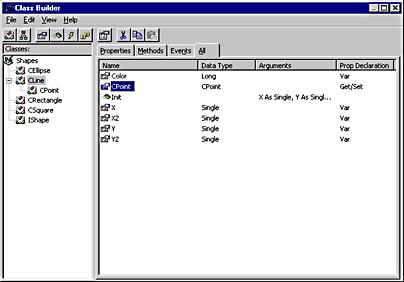 Class Builder
File Edit View Help
Classes:
Shapes
CEllipse
CLine
CPoint
CRectangle
CSquare
IShape
Properties Methods Events All
Name Data Type Arguments Prop Declaration
Color Long Var
CPoint CPoint Get/Set
Init X As Single, Y As Singl...
X Single Var
X2 Single Var
Y Single Var
Y2 Single Var